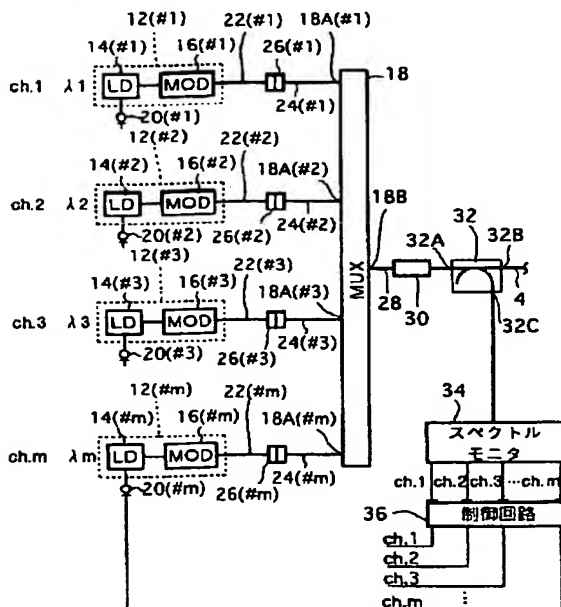 12(#1)
22(#1)
18A(#1)
14(#1)
16(#1)
26(#1)
18
ch.1 λ1
LD
MOD
20(#1)
24(#1)
12(#2)
22(#2)
18A(#2)
14(#2)
16(#2)
ch.2 λ2
LD
MOD
20(#2)
24(#2)
26(#2)
12(#3)
22(#3)
18A(#3)
14(#3)
16(#3)
ch.3 λ3
LD
MOD
20(#3)
24(#3)
26(#3)
12(#m)
22(#m)
18A(#m)
14(#m)
16(#m)
ch.m λm
LD
MOD
20(#m)
24(#m)
26(#m)
MUX
18B
28
30
32A
32
32B
4
32C
34
スペクトル
モニタ
ch.1 ch.2 ch.3 …ch.m
36
制御回路
ch.1
ch.2
ch.3
ch.m